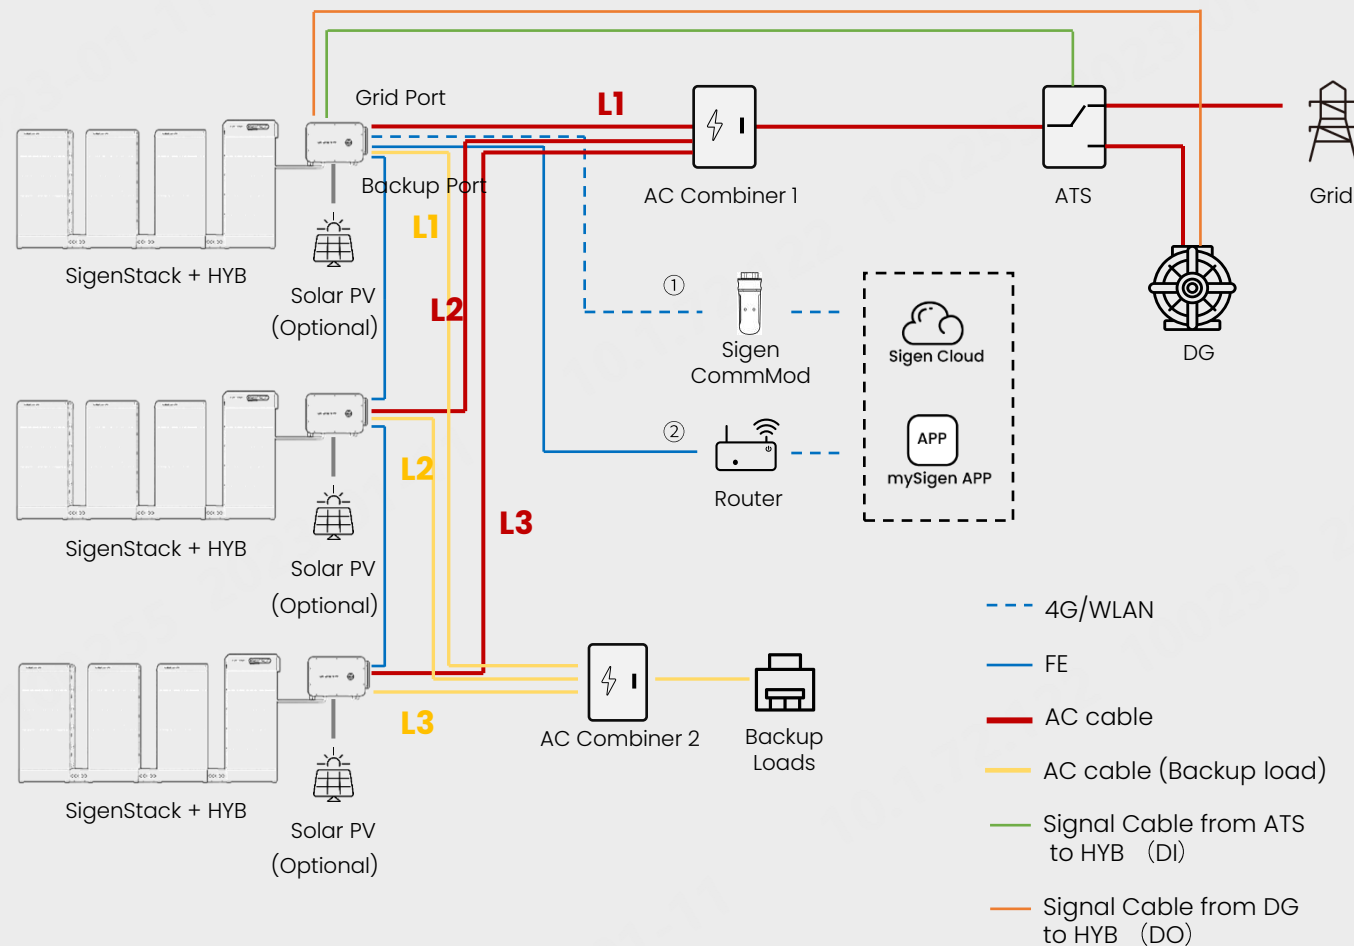 Grid Port
L1
Backup Port
AC Combiner 1
ATS
Grid
L1
SigenStack + HYB
Solar PV
(Optional)
L2
①
Sigen
CommMod
Sigen Cloud
DG
APP
mySigen APP
②
Router
L2
L3
SigenStack + HYB
Solar PV
(Optional)
4G/WLAN
FE
AC cable
AC cable (Backup load)
Signal Cable from ATS
to HYB （DI）
Signal Cable from DG
to HYB （DO）
L3
AC Combiner 2
Backup
Loads
SigenStack + HYB
Solar PV
(Optional)